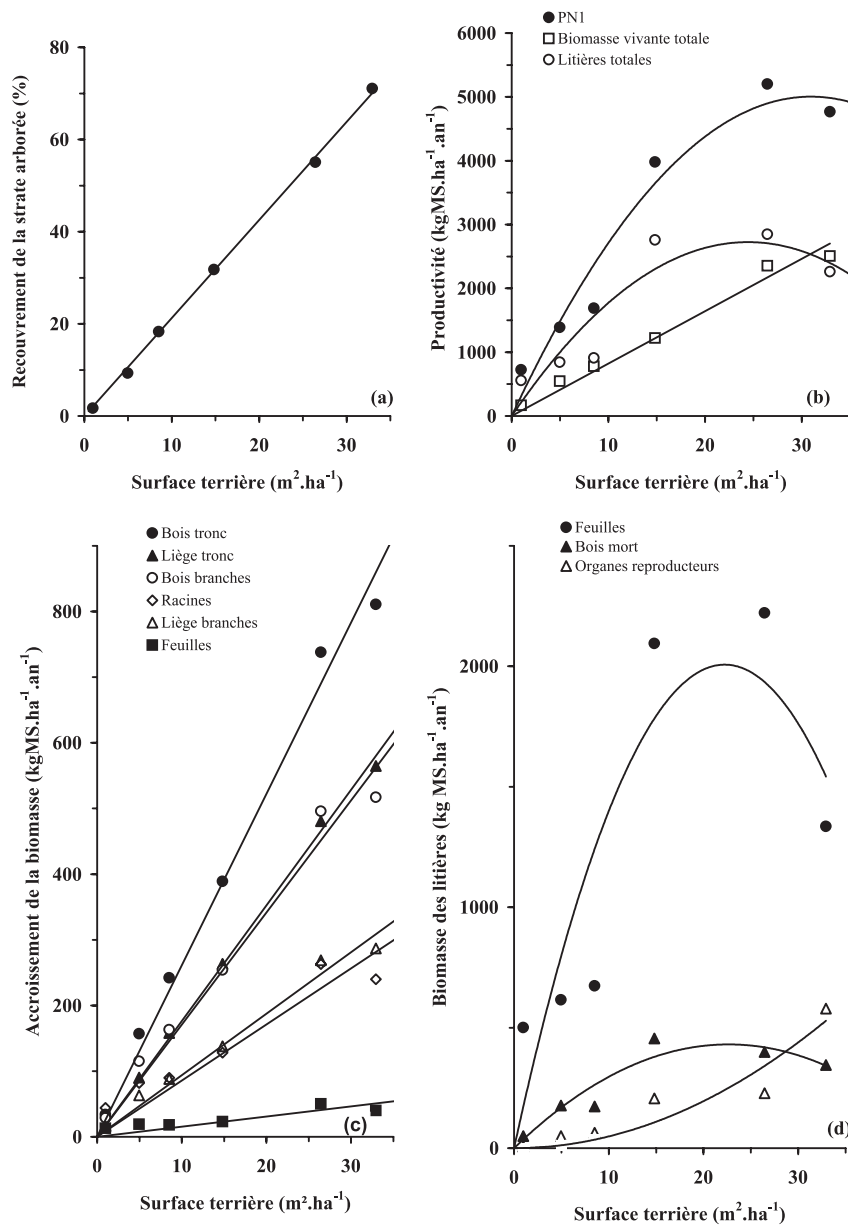 Recouvrement de la strate arborée (%)
80
60
40
20
0
0
10
20
30
(a)
Surface terrière (m².ha⁻¹)
● PN1
□ Biomasse vivante totale
○ Litières totales
Productivité (kgMS.ha⁻¹.an⁻¹)
6000
5000
4000
3000
2000
1000
0
0
10
20
30
(b)
Surface terrière (m².ha⁻¹)
● Bois tronc
▲ Liège tronc
○ Bois branches
◇ Racines
△ Liège branches
■ Feuilles
Accroissement de la biomasse (kgMS.ha⁻¹.an⁻¹)
800
600
400
200
0
0
10
20
30
(c)
Surface terrière (m².ha⁻¹)
● Feuilles
▲ Bois mort
△ Organes reproducteurs
Biomasse des litières (kg MS.ha⁻¹.an⁻¹)
2000
1000
0
0
10
20
30
(d)
Surface terrière (m².ha⁻¹)